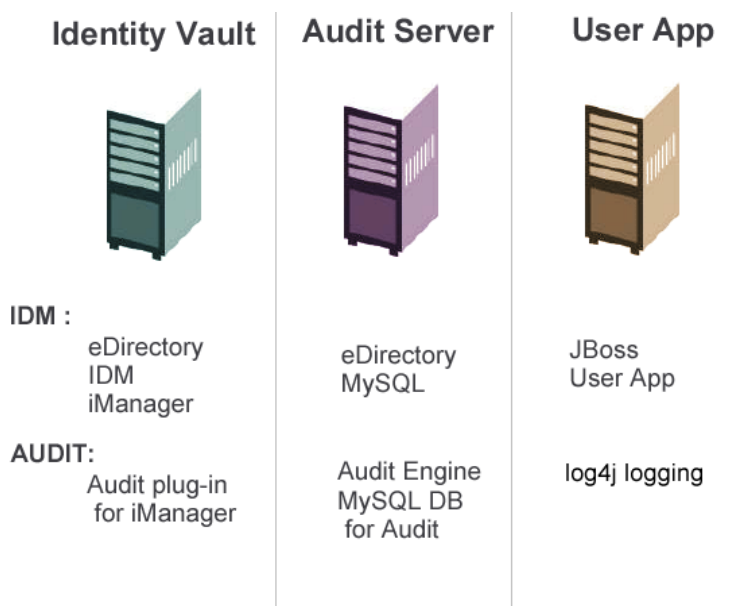 Identity Vault
Audit Server
User App
IDM :
eDirectory
IDM
iManager
eDirectory
MySQL
JBoss
User App
AUDIT:
Audit plug-in
for iManager
Audit Engine
MySQL DB
for Audit
log4j logging